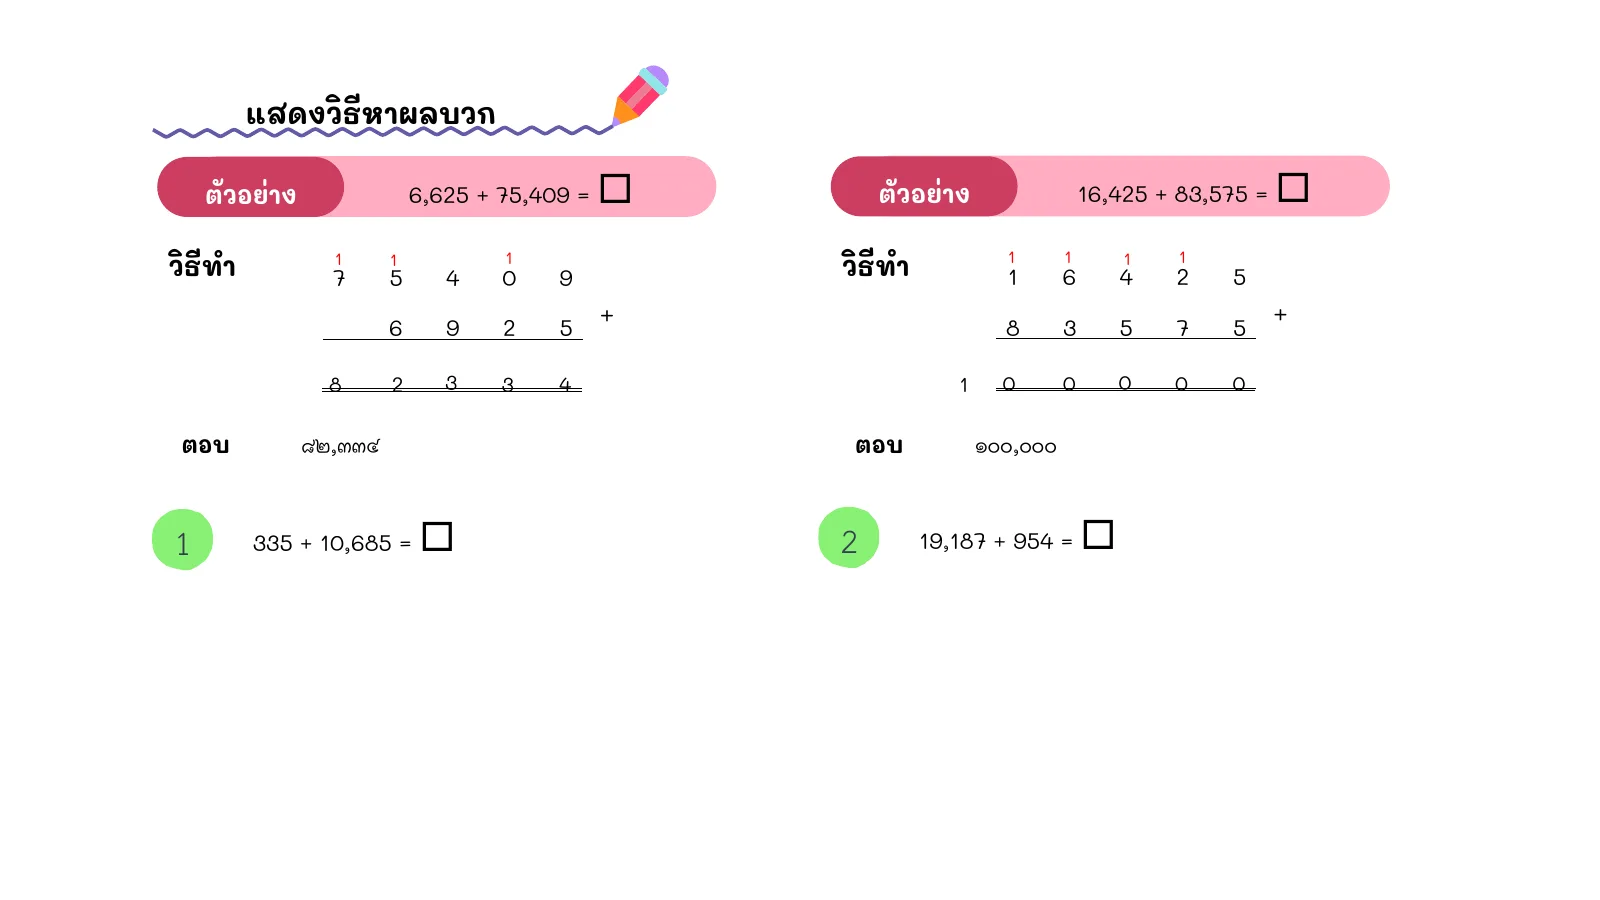 แสดงวิธีหาผลบวก
ตัวอย่าง 6,625 + 75,409 = □
วิธีทำ
1 1 1
7 5 4 0 9
+
6 9 2 5
8 2 3 3 4
ตอบ ๘๒,๓๓๔
ตัวอย่าง 16,425 + 83,575 = □
วิธีทำ
1 1 1 1
1 6 4 2 5
+
8 3 5 7 5
1 0 0 0 0 0
ตอบ ๑๐๐,๐๐๐
1 335 + 10,685 = □
2 19,187 + 954 = □